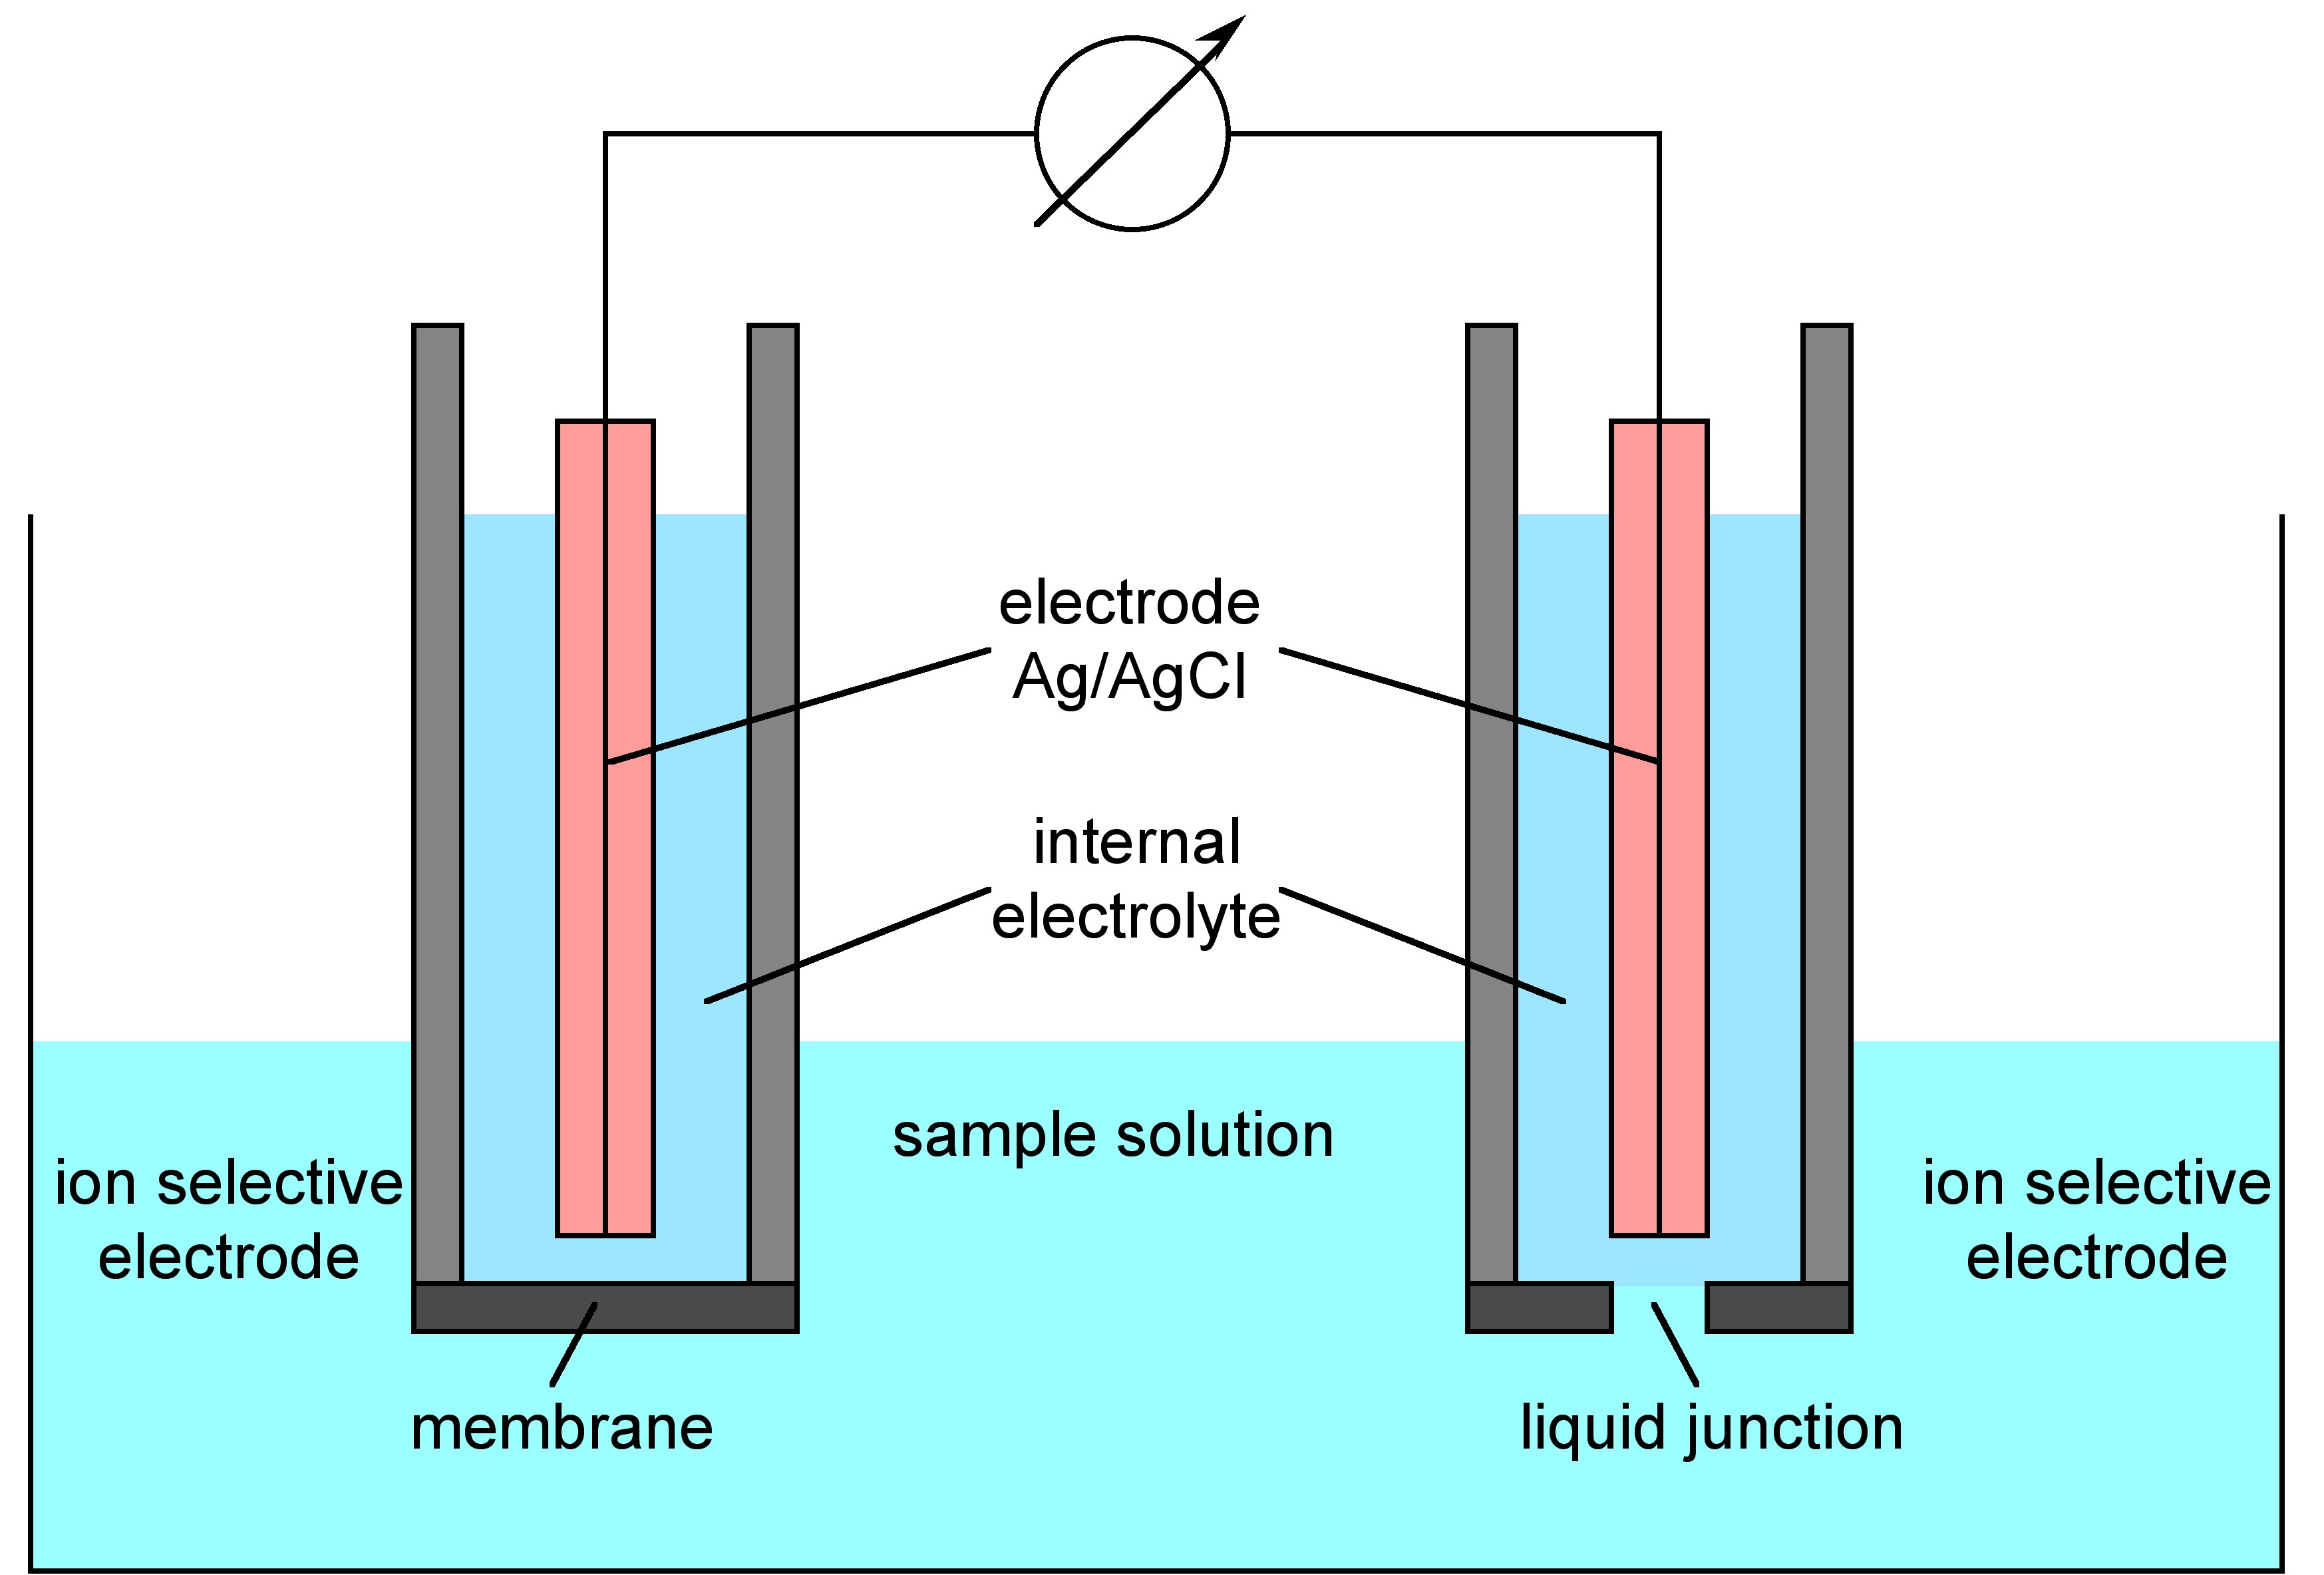 electrode
Ag/AgCl
internal
electrolyte
sample solution
ion selective
electrode
ion selective
electrode
membrane
liquid junction